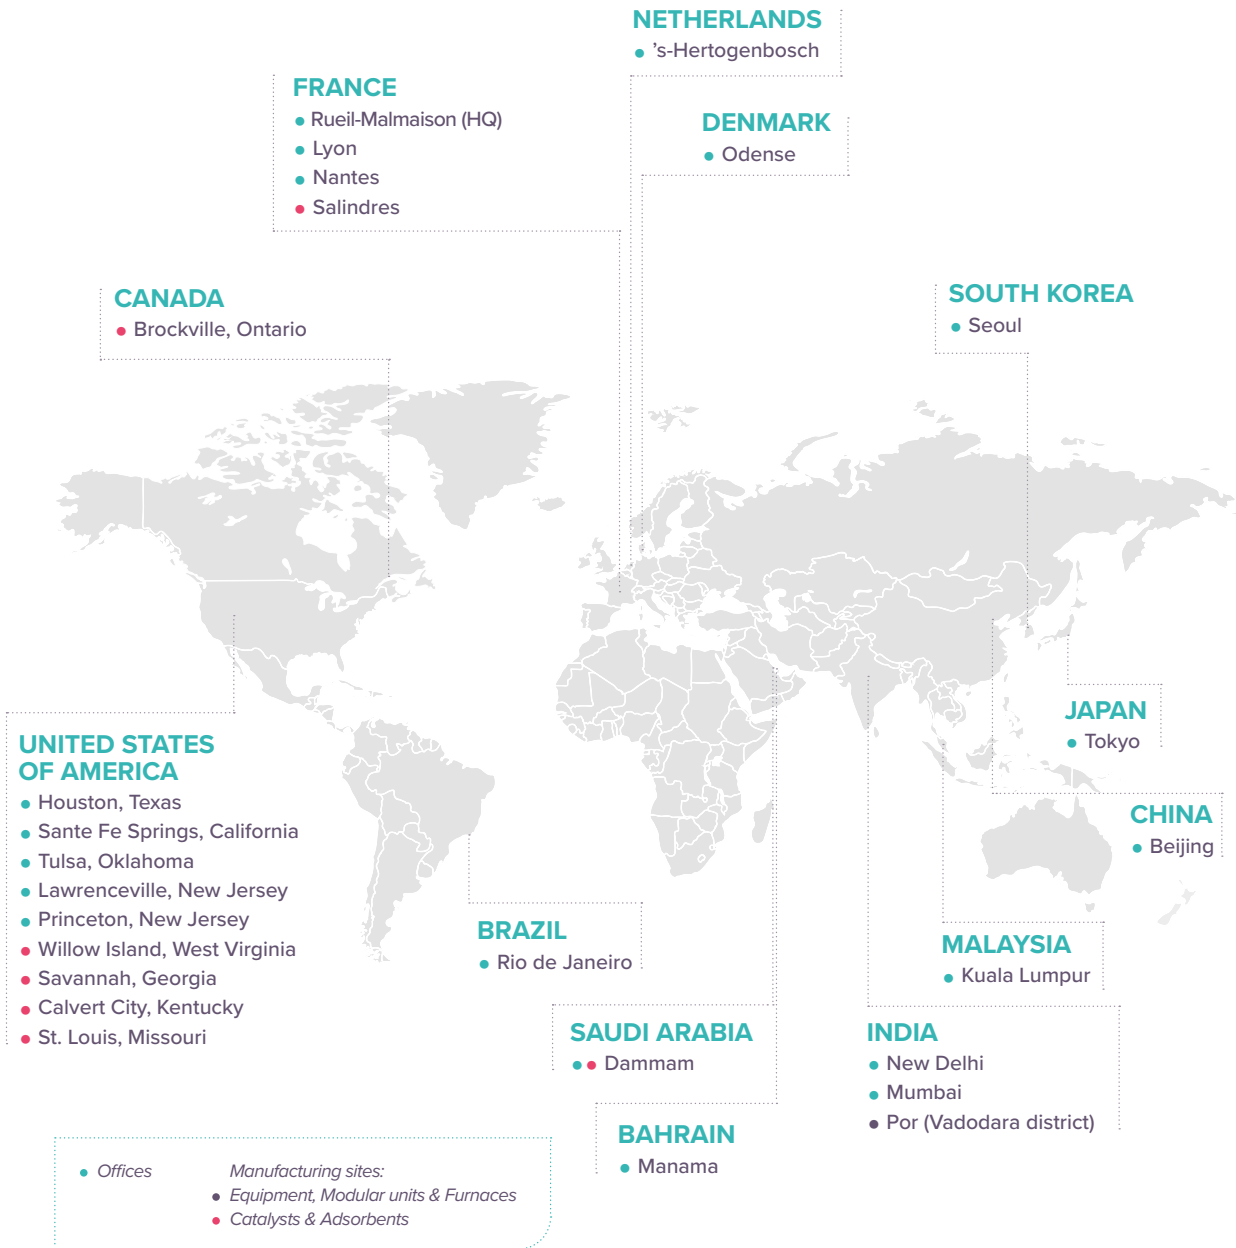 NETHERLANDS
’s-Hertogenbosch
FRANCE
Rueil-Malmaison (HQ)
Lyon
Nantes
Salindres
DENMARK
Odense
CANADA
Brockville, Ontario
SOUTH KOREA
Seoul
UNITED STATES
OF AMERICA
Houston, Texas
Sante Fe Springs, California
Tulsa, Oklahoma
Lawrenceville, New Jersey
Princeton, New Jersey
Willow Island, West Virginia
Savannah, Georgia
Calvert City, Kentucky
St. Louis, Missouri
JAPAN
Tokyo
CHINA
Beijing
BRAZIL
Rio de Janeiro
MALAYSIA
Kuala Lumpur
SAUDI ARABIA
Dammam
INDIA
New Delhi
Mumbai
Por (Vadodara district)
BAHRAIN
Manama
Offices
Manufacturing sites:
Equipment, Modular units & Furnaces
Catalysts & Adsorbents